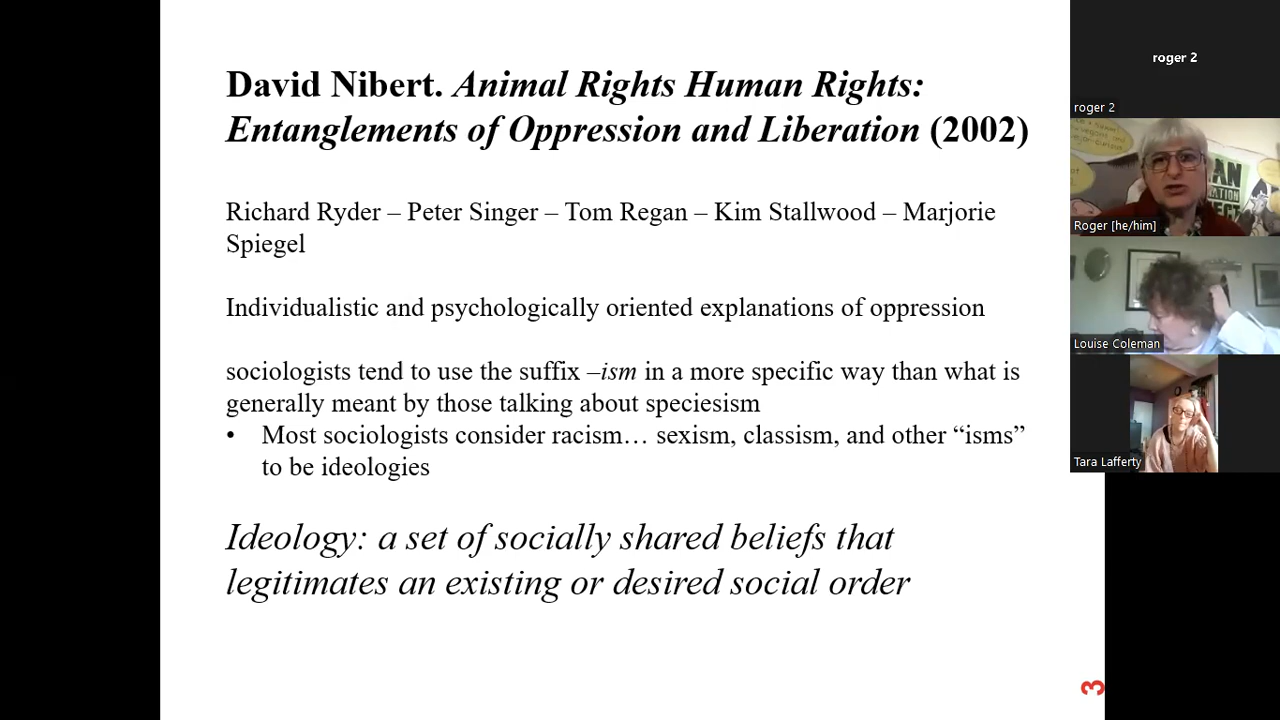 David Nibert. Animal Rights Human Rights:
Entanglements of Oppression and Liberation (2002)
Richard Ryder – Peter Singer – Tom Regan – Kim Stallwood – Marjorie
Spiegel
Individualistic and psychologically oriented explanations of oppression
sociologists tend to use the suffix –ism in a more specific way than what is
generally meant by those talking about speciesism
• Most sociologists consider racism… sexism, classism, and other “isms”
to be ideologies
Ideology: a set of socially shared beliefs that
legitimates an existing or desired social order
3
roger 2
roger 2
Roger [he/him]
Louise Coleman
Tara Lafferty